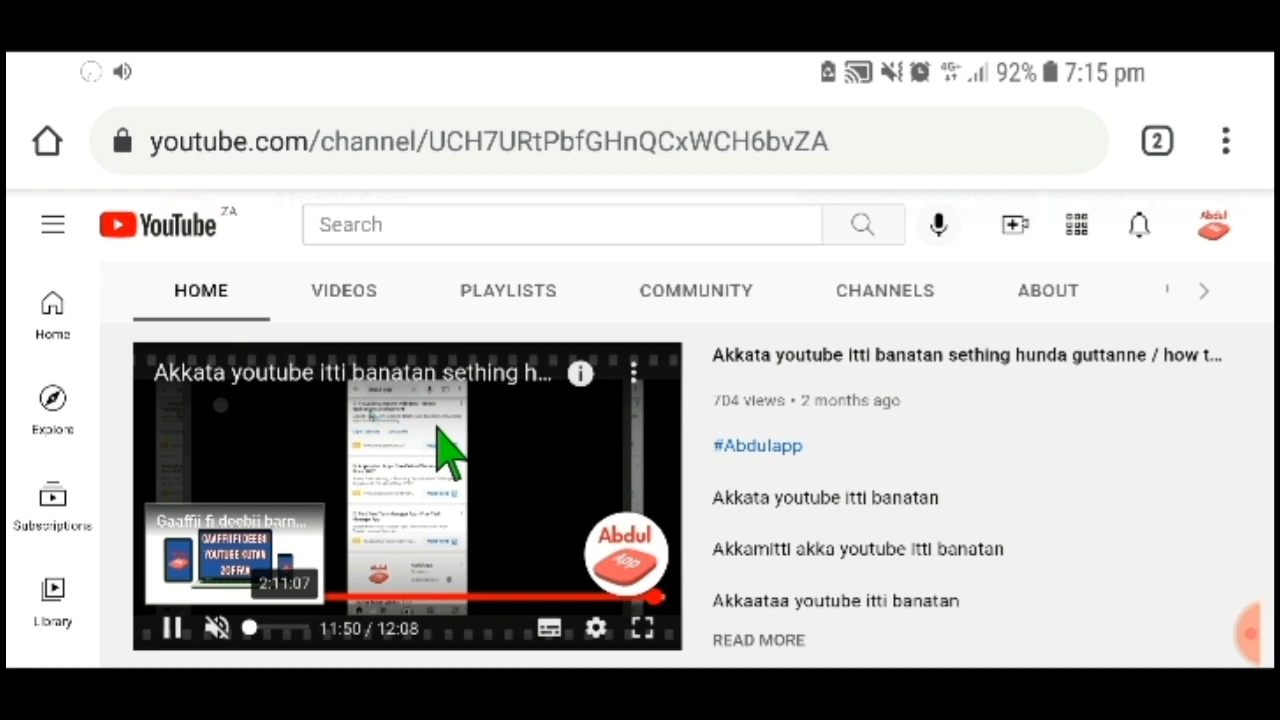 92% 7:15 pm
youtube.com/channel/UCH7URtPbfGHnQCxWCH6bvZA
2
YouTube ZA
Search
Abdul
HOME VIDEOS PLAYLISTS COMMUNITY CHANNELS ABOUT
Home
Explore
Subscriptions
Library
Akkata youtube itti banatan sething h...
Gaaffii fi deebii barn...
GAAFFII FI DEEBII
YOUTUBE KUTAA
2OFFAA
2:11:07
Abdul
App
11:50 / 12:08
Akkata youtube itti banatan sething hunda guttanne / how t...
704 views • 2 months ago
#Abdulapp
Akkata youtube itti banatan
Akkamitti akka youtube itti banatan
Akkaataa youtube itti banatan
READ MORE